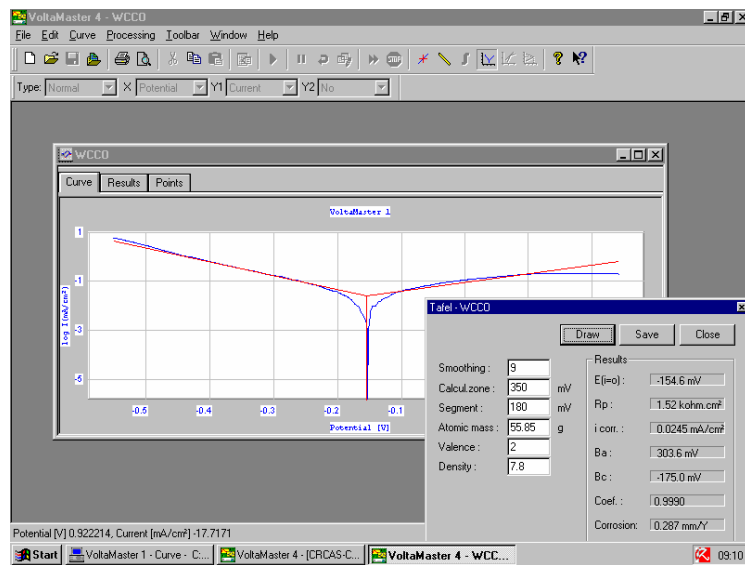 VoltaMaster 4 - WCCO
File Edit Curve Processing Toolbar Window Help
Type: Normal X Potential Y1 Current Y2 No
WCCO
Curve Results Points
VoltaMaster 1
log I(mA/cm²)
1
-1
-3
-5
-0.5 -0.4 -0.3 -0.2 -0.1
Potential [V]
Tafel - WCCO
Draw Save Close
Smoothing : 9
Calcul.zone : 350 mV
Segment : 180 mV
Atomic mass : 55.85 g
Valence : 2
Density : 7.8
Results
E(i=o) : -154.6 mV
Rp : 1.52 kohm.cm²
i corr. : 0.0245 mA/cm²
Ba : 303.6 mV
Bc : -175.0 mV
Coef. : 0.9990
Corrosion: 0.287 mm/Y
Potential [V] 0.922214, Current [mA/cm²] -17.7171
Start VoltaMaster 1 - Curve - C:... VoltaMaster 4 - [CRCAS-C... VoltaMaster 4 - WCC... 09:10